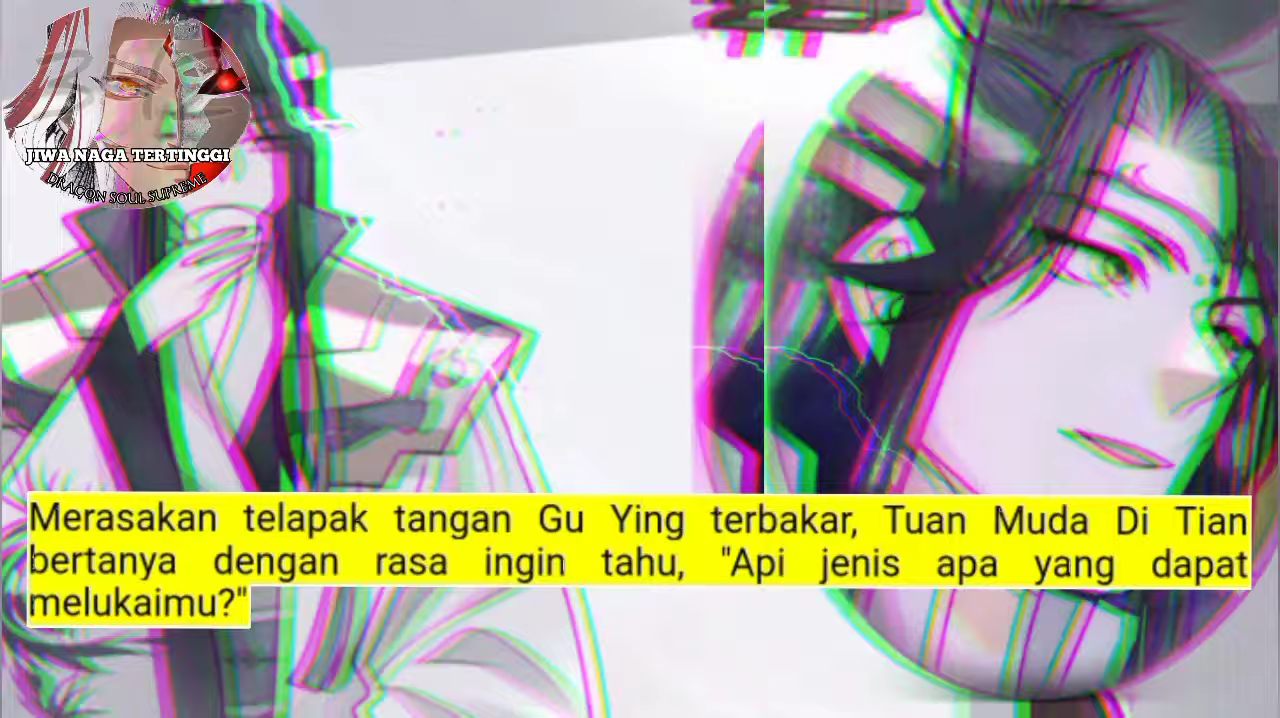 JIWA NAGA TERTINGGI
DRAGON SOUL SUPREME
Merasakan telapak tangan Gu Ying terbakar, Tuan Muda Di Tian
bertanya dengan rasa ingin tahu, "Api jenis apa yang dapat
melukaimu?"